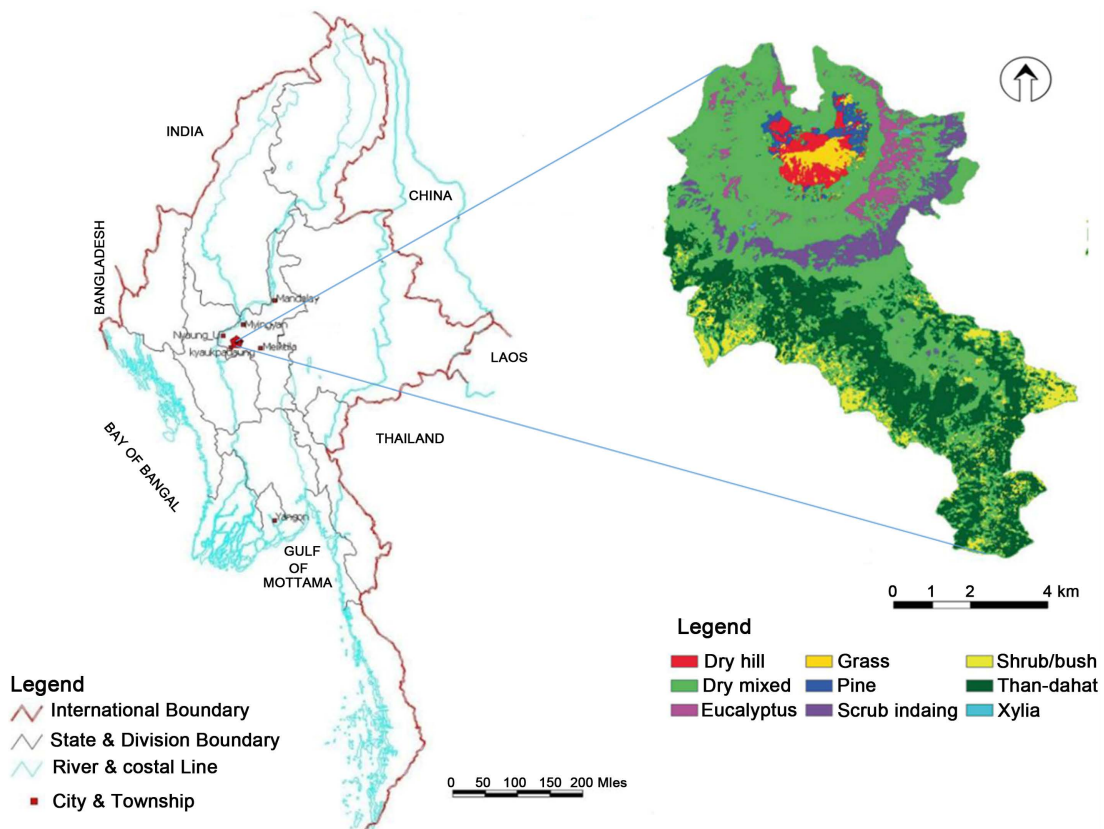 INDIA
CHINA
BANGLADESH
Mandalay
Myingyan
Nyaung_U
kyaukpadaung
Meiktila
LAOS
THAILAND
BAY OF BANGAL
Yangon
GULF
OF
MOTTAMA
Legend
International Boundary
State & Division Boundary
River & costal Line
City & Township
0 50 100 150 200 Mles
0 1 2 4 km
Legend
Dry hill Grass Shrub/bush
Dry mixed Pine Than-dahat
Eucalyptus Scrub indaing Xylia